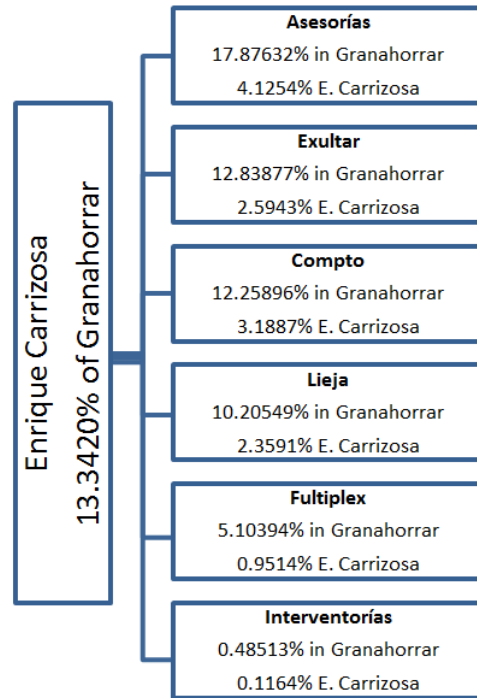 Enrique Carrizosa
13.3420% of Granahorrar
Asesorías
17.87632% in Granahorrar
4.1254% E. Carrizosa
Exultar
12.83877% in Granahorrar
2.5943% E. Carrizosa
Compto
12.25896% in Granahorrar
3.1887% E. Carrizosa
Lieja
10.20549% in Granahorrar
2.3591% E. Carrizosa
Fultiplex
5.10394% in Granahorrar
0.9514% E. Carrizosa
Interventorías
0.48513% in Granahorrar
0.1164% E. Carrizosa